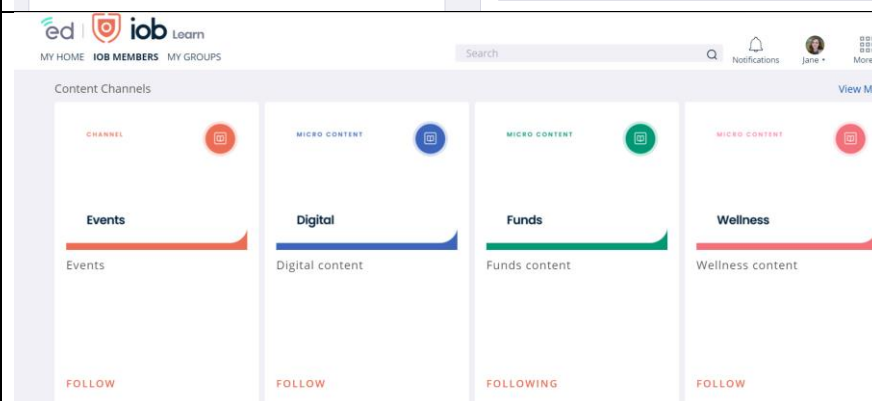 ed iob Learn
MY HOME IOB MEMBERS MY GROUPS
Search
Notifications
Jane
More
Content Channels
View M
CHANNEL
Events
Events
FOLLOW
MICRO CONTENT
Digital
Digital content
FOLLOW
MICRO CONTENT
Funds
Funds content
FOLLOWING
MICRO CONTENT
Wellness
Wellness content
FOLLOW